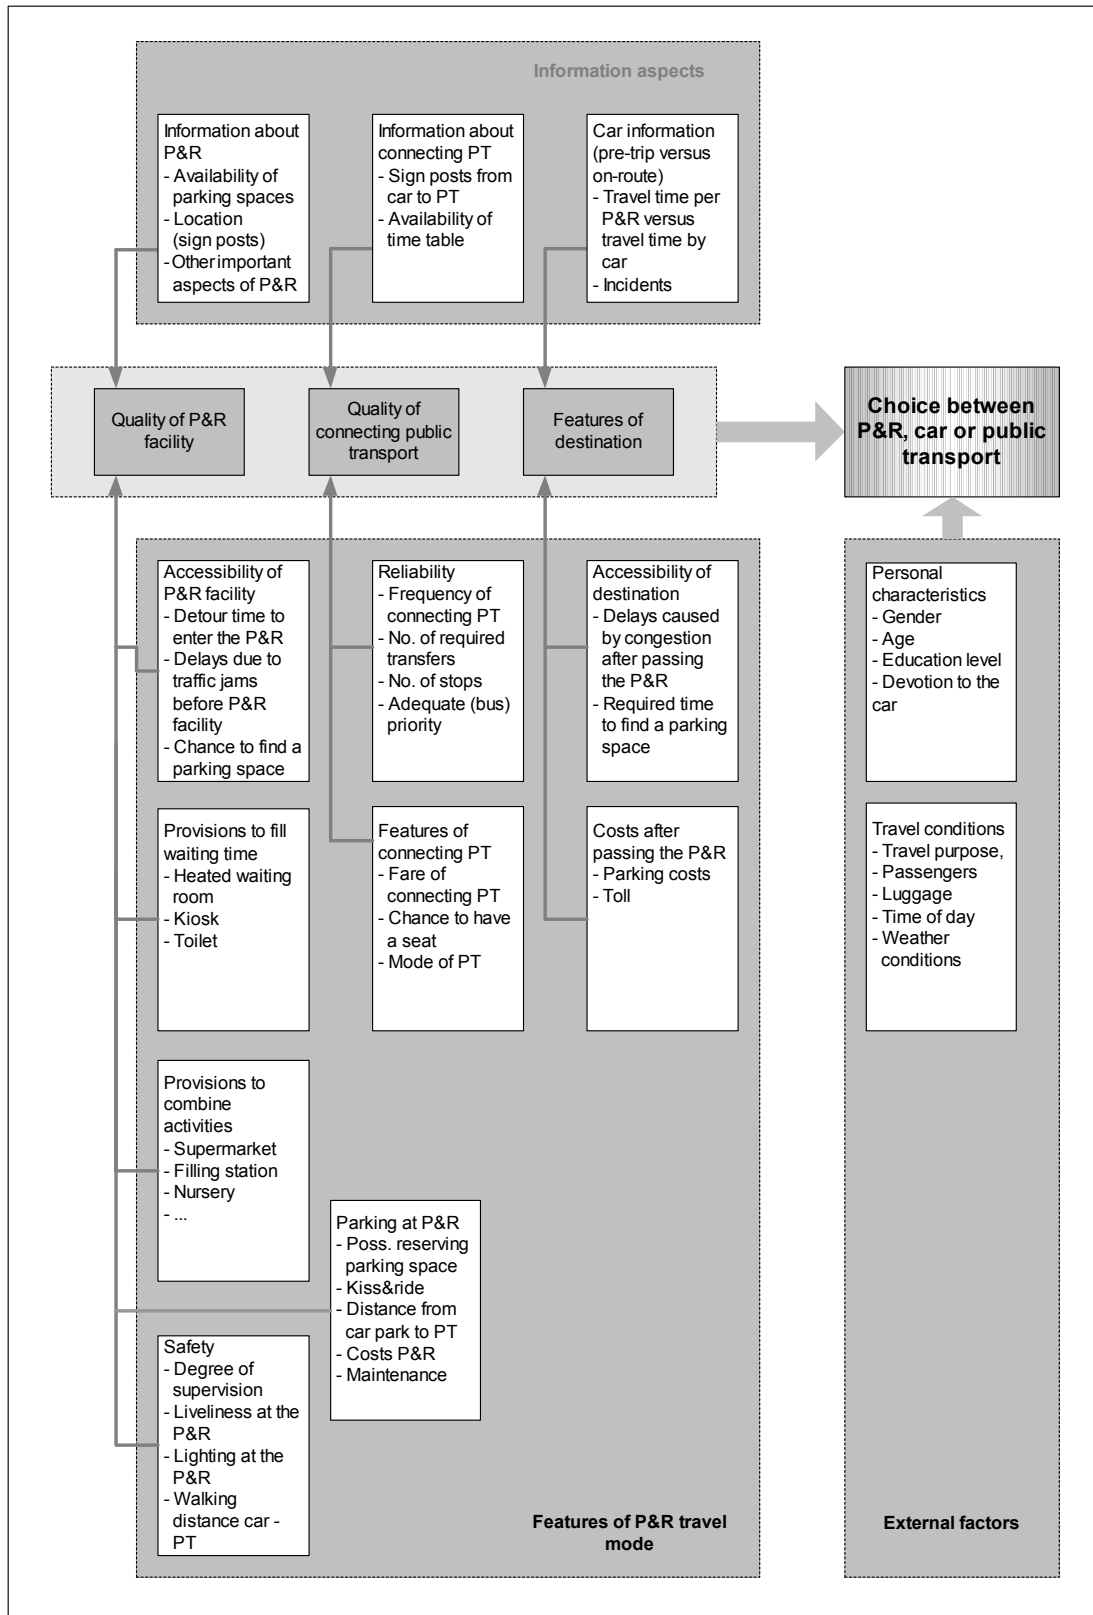 Information aspects
Information about
P&R
- Availability of
parking spaces
- Location
(sign posts)
- Other important
aspects of P&R
Information about
connecting PT
- Sign posts from
car to PT
- Availability of
time table
Car information
(pre-trip versus
on-route)
- Travel time per
P&R versus
travel time by
car
- Incidents
Quality of P&R
facility
Quality of
connecting public
transport
Features of
destination
Choice between
P&R, car or public
transport
Accessibility of
P&R facility
- Detour time to
enter the P&R
- Delays due to
traffic jams
before P&R
facility
- Chance to find a
parking space
Reliability
- Frequency of
connecting PT
- No. of required
transfers
- No. of stops
- Adequate (bus)
priority
Accessibility of
destination
- Delays caused
by congestion
after passing
the P&R
- Required time
to find a parking
space
Personal
characteristics
- Gender
- Age
- Education level
- Devotion to the
car
Provisions to fill
waiting time
- Heated waiting
room
- Kiosk
- Toilet
Features of
connecting PT
- Fare of
connecting PT
- Chance to have
a seat
- Mode of PT
Costs after
passing the P&R
- Parking costs
- Toll
Travel conditions
- Travel purpose,
- Passengers
- Luggage
- Time of day
- Weather
conditions
Provisions to
combine
activities
- Supermarket
- Filling station
- Nursery
- ...
Parking at P&R
- Poss. reserving
parking space
- Kiss&ride
- Distance from
car park to PT
- Costs P&R
- Maintenance
Safety
- Degree of
supervision
- Liveliness at the
P&R
- Lighting at the
P&R
- Walking
distance car -
PT
Features of P&R travel
mode
External factors